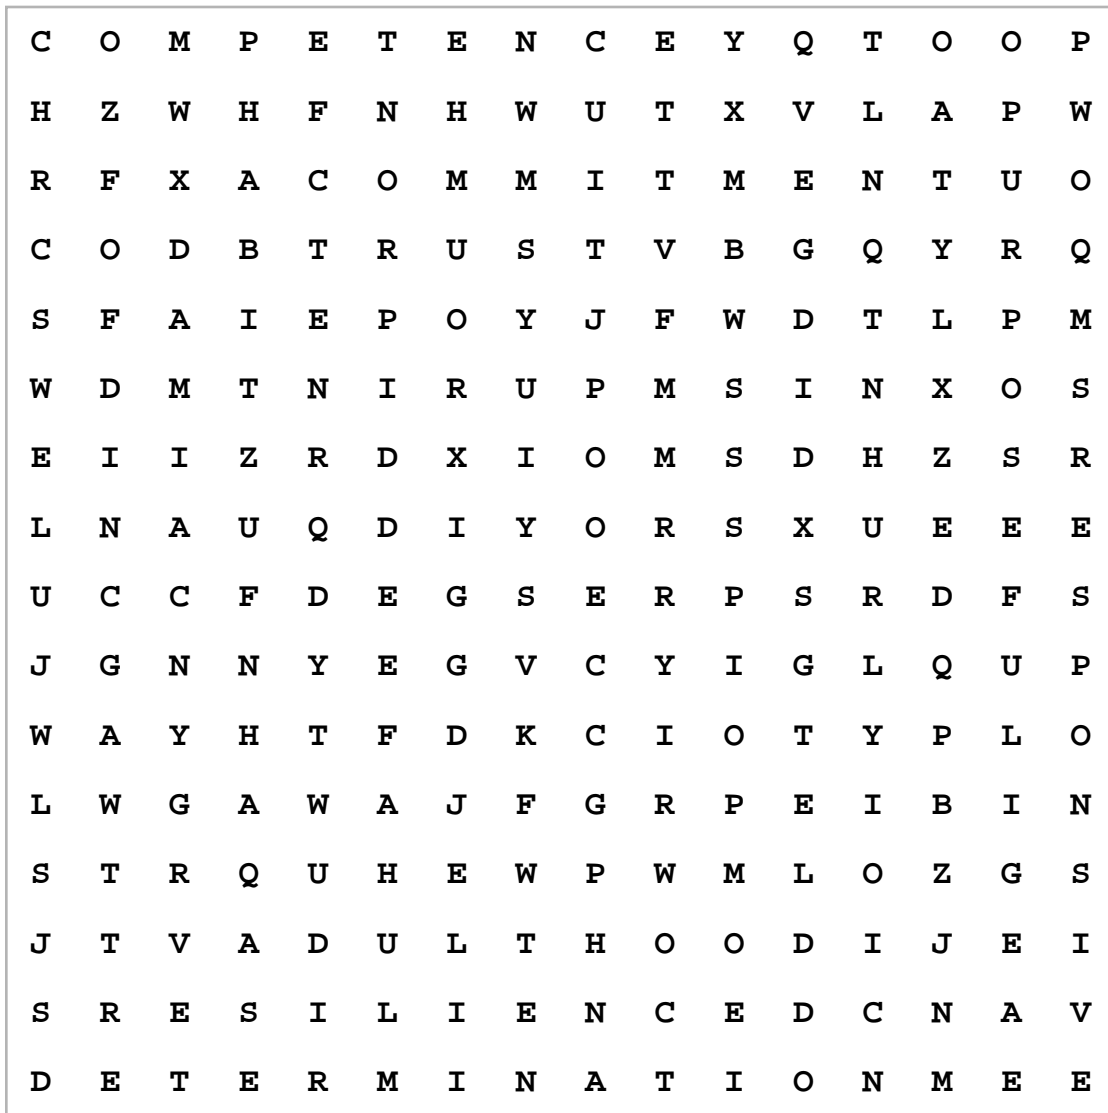 C O M P E T E N C E Y Q T O O P
H Z W H F N H W U T X V L A P W
R F X A C O M M I T M E N T U O
C O D B T R U S T V B G Q Y R Q
S F A I E P O Y J F W D T L P M
W D M T N I R U P M S I N X O S
E I I Z R D X I O M S D H Z S R
L N A U Q D I Y O R S X U E E E
U C C F D E G S E R P S R D F S
J G N N Y E G V C Y I G L Q U P
W A Y H T F D K C I O T Y P L O
L W G A W A J F G R P E I B I N
S T R Q U H E W P W M L O Z G S
J T V A D U L T H O O D I J E I
S R E S I L I E N C E D C N A V
D E T E R M I N A T I O N M E E